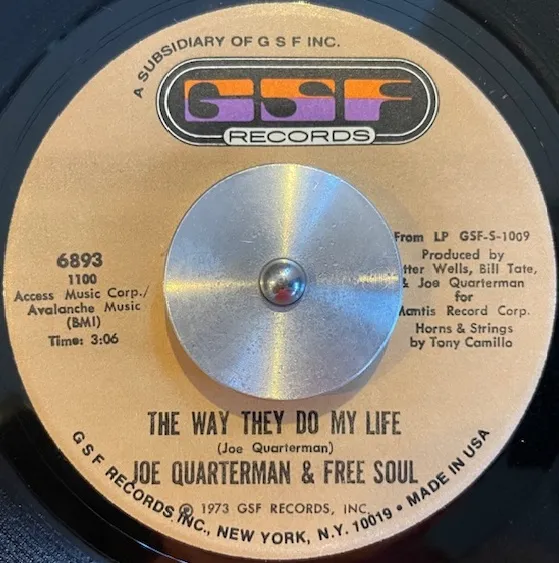 A SUBSIDIARY OF G S F INC.
GSF
RECORDS
6893
1100
Access Music Corp./
Avalanche Music
(BMI)
Time: 3:06
From LP GSF-S-1009
Produced by
Wells, Bill Tate,
& Joe Quarterman
for
Mantis Record Corp.
Horns & Strings
by Tony Camillo
THE WAY THEY DO MY LIFE
(Joe Quarterman)
JOE QUARTERMAN & FREE SOUL
℗ 1973 GSF RECORDS, INC.
G S F RECORDS, INC., NEW YORK, N.Y. 10019 • MADE IN USA